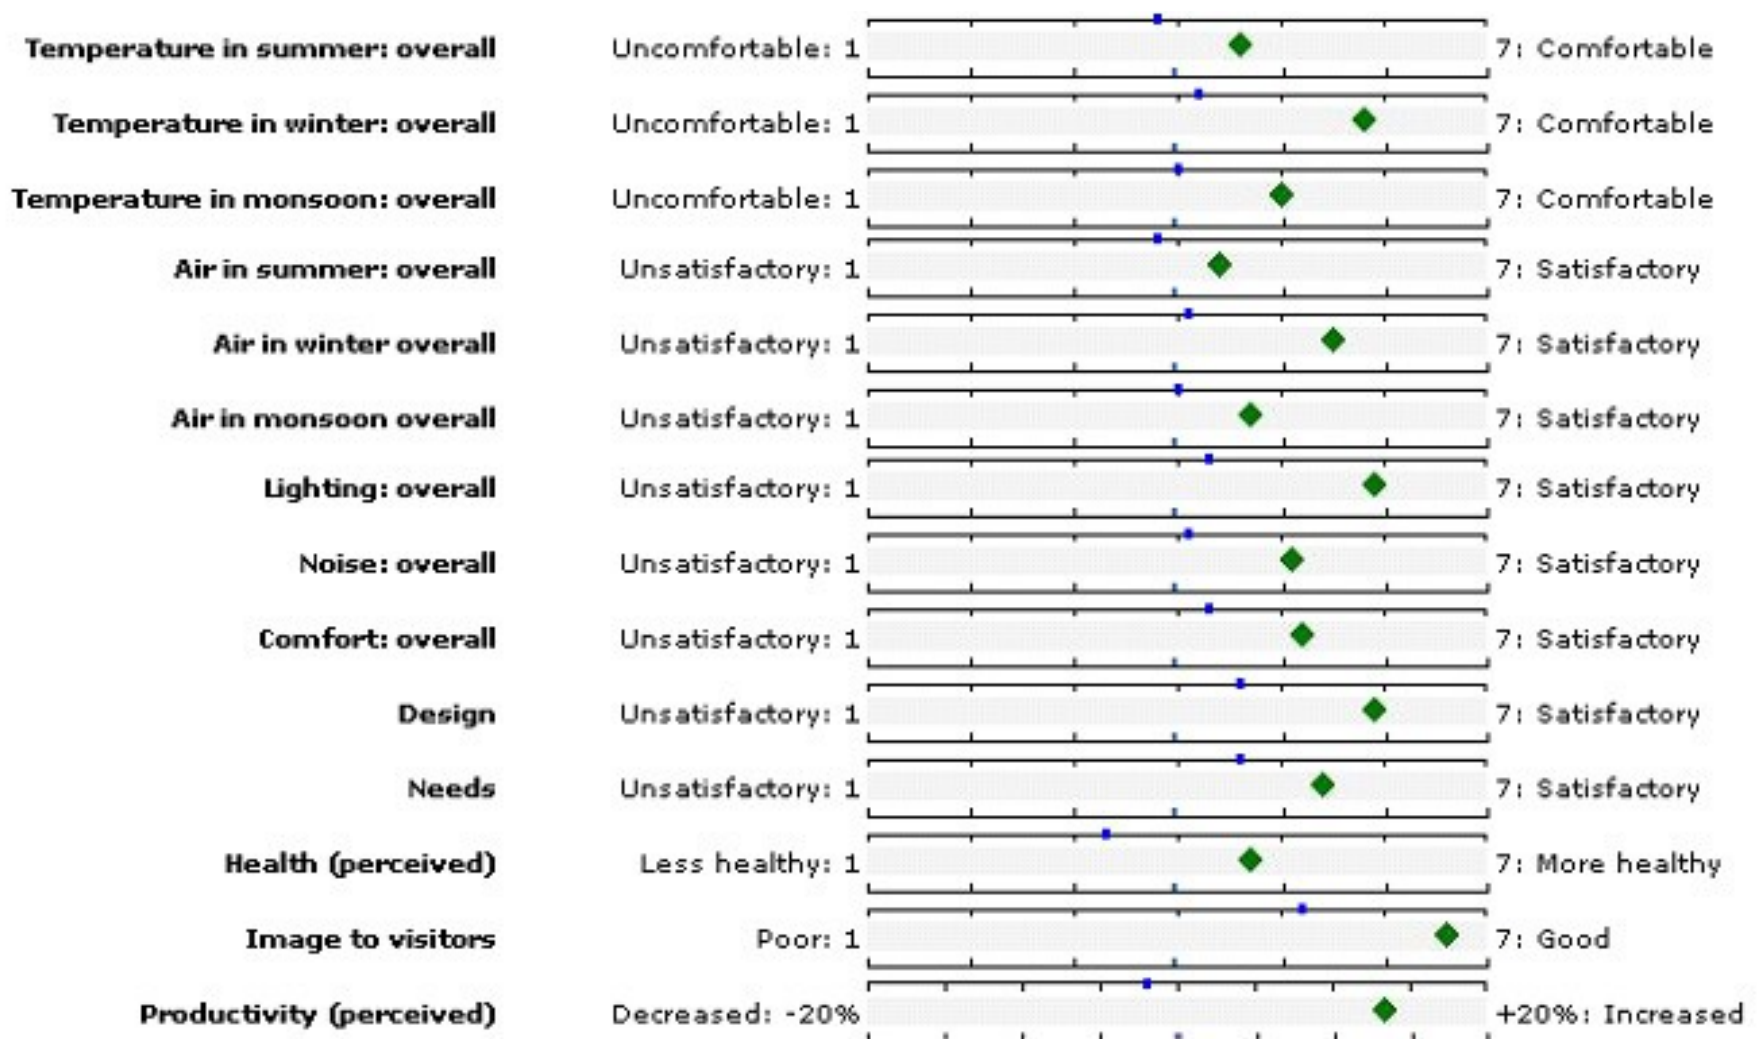 Temperature in summer: overall Uncomfortable: 1 7: Comfortable
Temperature in winter: overall Uncomfortable: 1 7: Comfortable
Temperature in monsoon: overall Uncomfortable: 1 7: Comfortable
Air in summer: overall Unsatisfactory: 1 7: Satisfactory
Air in winter overall Unsatisfactory: 1 7: Satisfactory
Air in monsoon overall Unsatisfactory: 1 7: Satisfactory
Lighting: overall Unsatisfactory: 1 7: Satisfactory
Noise: overall Unsatisfactory: 1 7: Satisfactory
Comfort: overall Unsatisfactory: 1 7: Satisfactory
Design Unsatisfactory: 1 7: Satisfactory
Needs Unsatisfactory: 1 7: Satisfactory
Health (perceived) Less healthy: 1 7: More healthy
Image to visitors Poor: 1 7: Good
Productivity (perceived) Decreased: -20% +20%: Increased